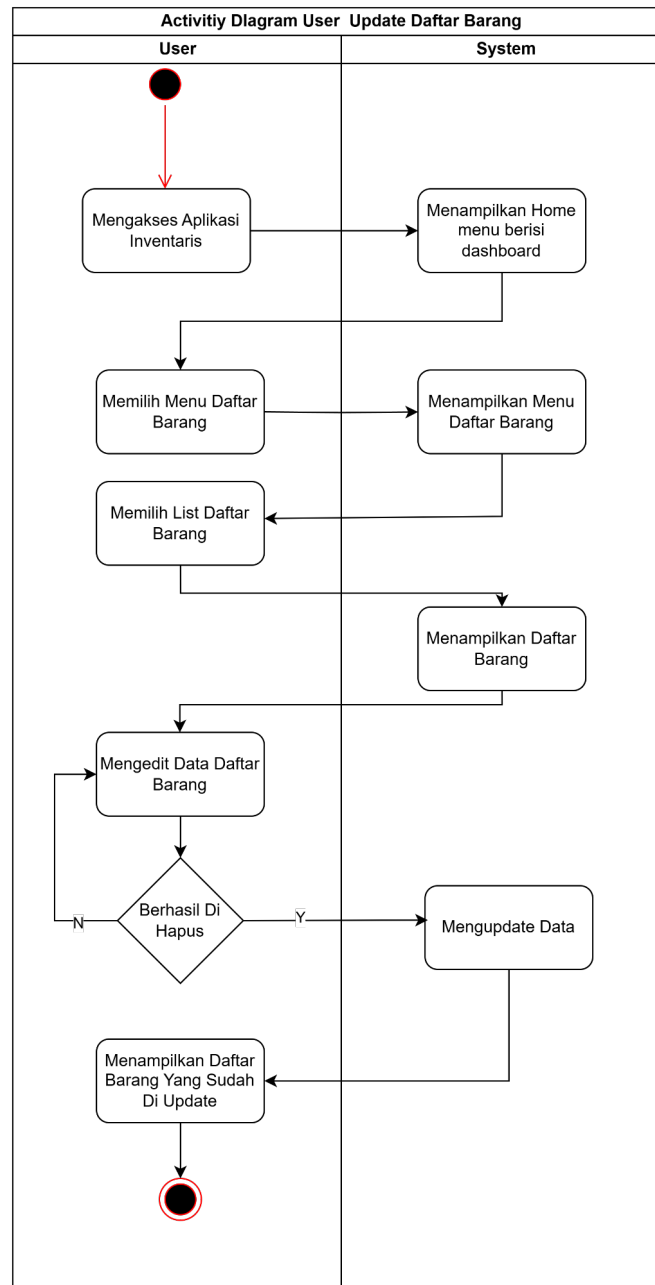 Activitiy DIagram User  Update Daftar Barang
User
System
Mengakses Aplikasi
Inventaris
Menampilkan Home
menu berisi
dashboard
Memilih Menu Daftar
Barang
Menampilkan Menu
Daftar Barang
Memilih List Daftar
Barang
Menampilkan Daftar
Barang
Mengedit Data Daftar
Barang
Berhasil Di
Hapus
N
Y
Mengupdate Data
Menampilkan Daftar
Barang Yang Sudah
Di Update